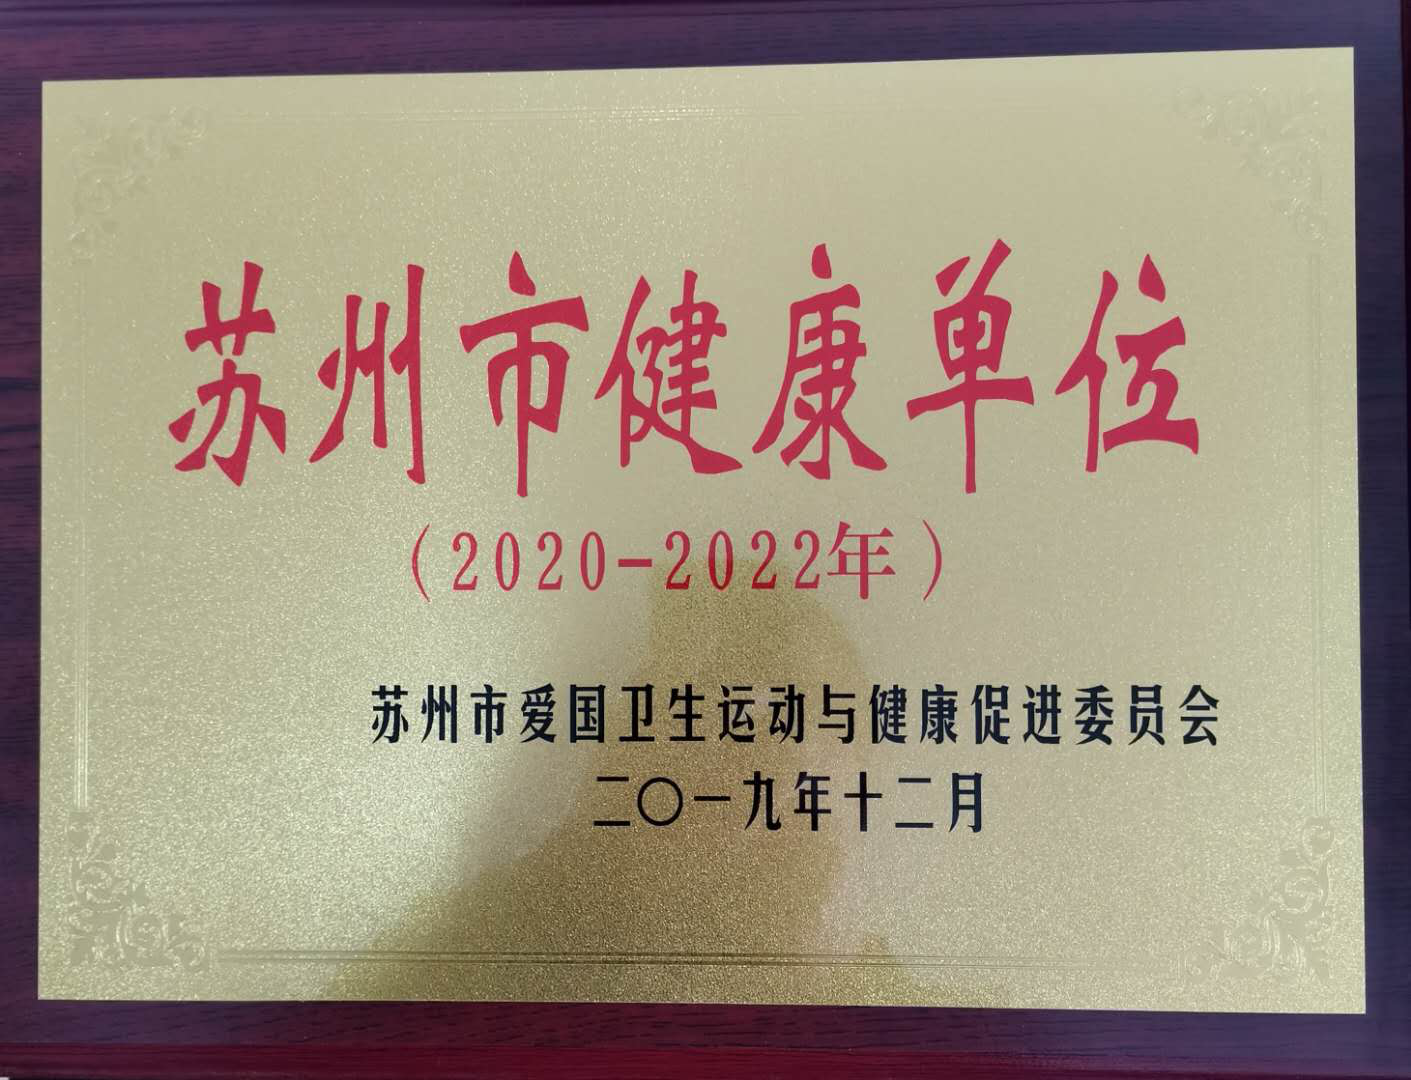 苏州市健康单位
（2020-2022年）
苏州市爱国卫生运动与健康促进委员会
二〇一九年十二月